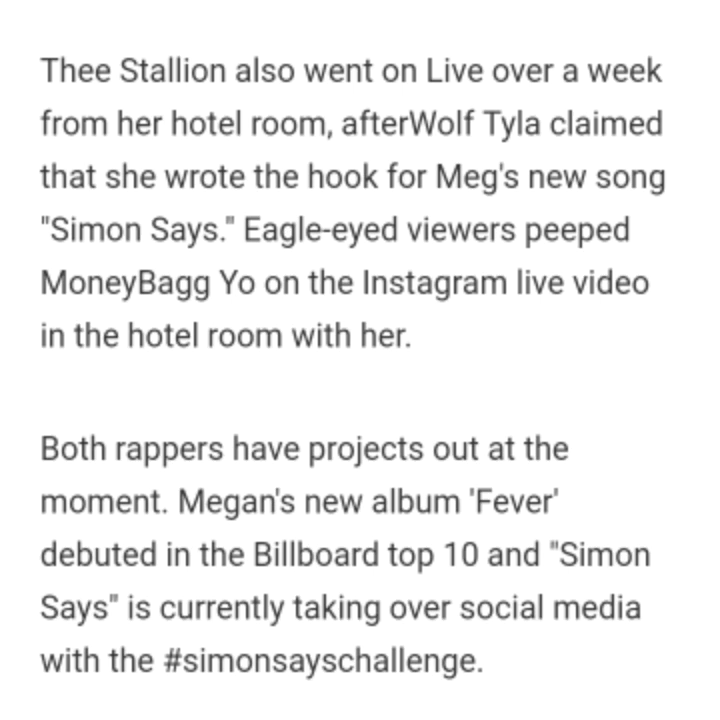 Thee Stallion also went on Live over a week
from her hotel room, afterWolf Tyla claimed
that she wrote the hook for Meg's new song
"Simon Says." Eagle-eyed viewers peeped
MoneyBagg Yo on the Instagram live video
in the hotel room with her.
Both rappers have projects out at the
moment. Megan's new album 'Fever'
debuted in the Billboard top 10 and "Simon
Says" is currently taking over social media
with the #simonsayschallenge.